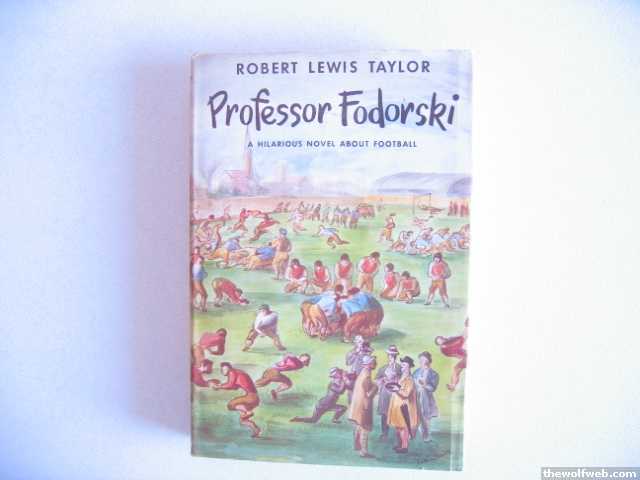 ROBERT LEWIS TAYLOR
Professor Fodorski
A HILARIOUS NOVEL ABOUT FOOTBALL
thewolfweb.com